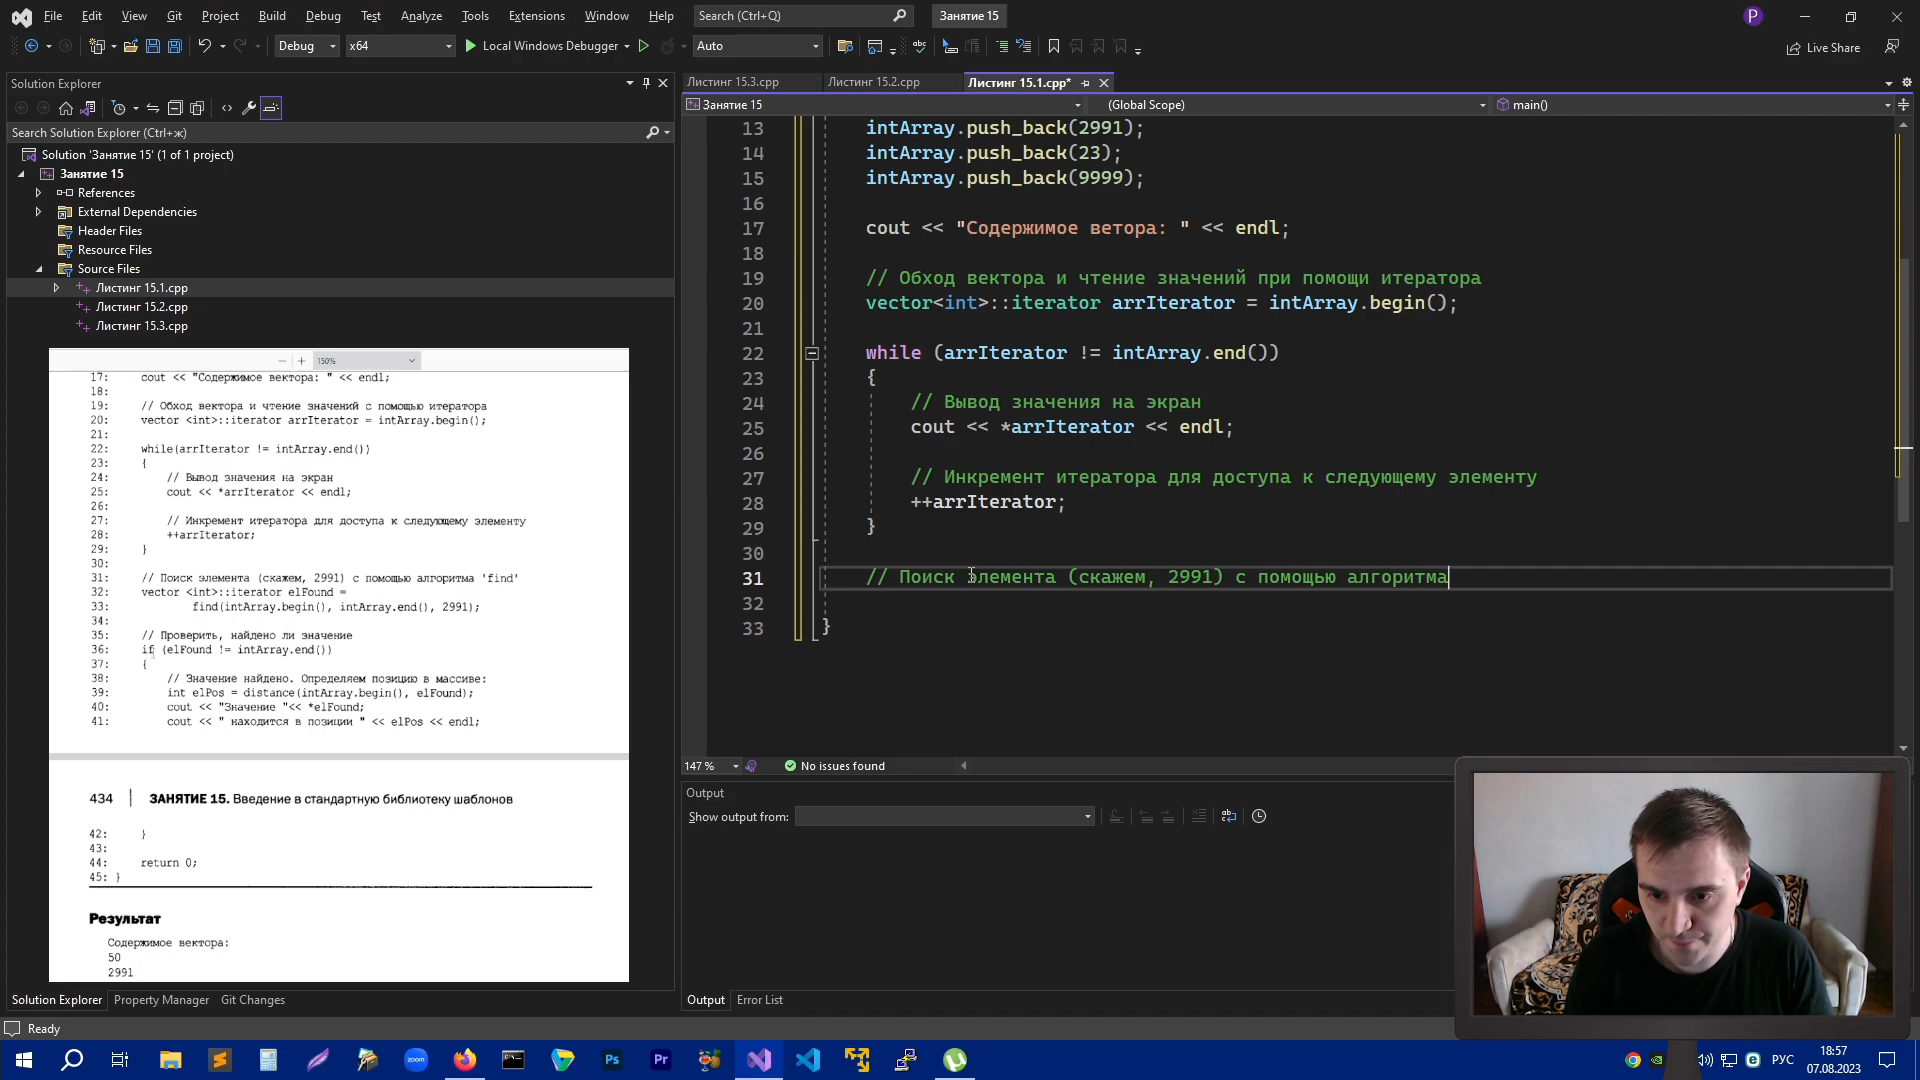 File Edit View Git Project Build Debug Test Analyze Tools Extensions Window Help Search (Ctrl+Q) Занятие 15
P
Debug x64 Local Windows Debugger Auto Live Share
Solution Explorer
Search Solution Explorer (Ctrl+ж)
Solution 'Занятие 15' (1 of 1 project)
Занятие 15
References
External Dependencies
Header Files
Resource Files
Source Files
Листинг 15.1.cpp
Листинг 15.2.cpp
Листинг 15.3.cpp
150%
17: cout << "Содержимое вектора: " << endl;
18:
19: // Обход вектора и чтение значений с помощью итератора
20: vector <int>::iterator arrIterator = intArray.begin();
21:
22: while(arrIterator != intArray.end())
23: {
24: // Вывод значения на экран
25: cout << *arrIterator << endl;
26:
27: // Инкремент итератора для доступа к следующему элементу
28: ++arrIterator;
29: }
30:
31: // Поиск элемента (скажем, 2991) с помощью алгоритма 'find'
32: vector <int>::iterator elFound =
33: find(intArray.begin(), intArray.end(), 2991);
34:
35: // Проверить, найдено ли значение
36: if (elFound != intArray.end())
37: {
38: // Значение найдено. Определяем позицию в массиве:
39: int elPos = distance(intArray.begin(), elFound);
40: cout << "Значение "<< *elFound;
41: cout << " находится в позиции " << elPos << endl;
434 | ЗАНЯТИЕ 15. Введение в стандартную библиотеку шаблонов
42: }
43:
44: return 0;
45: }
Результат
Содержимое вектора:
50
2991
Solution Explorer Property Manager Git Changes
Листинг 15.3.cpp Листинг 15.2.cpp Листинг 15.1.cpp*
Занятие 15 (Global Scope) main()
13 intArray.push_back(2991);
14 intArray.push_back(23);
15 intArray.push_back(9999);
16
17 cout << "Содержимое ветора: " << endl;
18
19 // Обход вектора и чтение значений при помощи итератора
20 vector<int>::iterator arrIterator = intArray.begin();
21
22 while (arrIterator != intArray.end())
23 {
24 // Вывод значения на экран
25 cout << *arrIterator << endl;
26
27 // Инкремент итератора для доступа к следующему элементу
28 ++arrIterator;
29 }
30
31 // Поиск элемента (скажем, 2991) с помощью алгоритма
32
33 }
147 % No issues found
Output
Show output from:
Output Error List
Ready
zoom Ps Pr РУС 18:57
07.08.2023